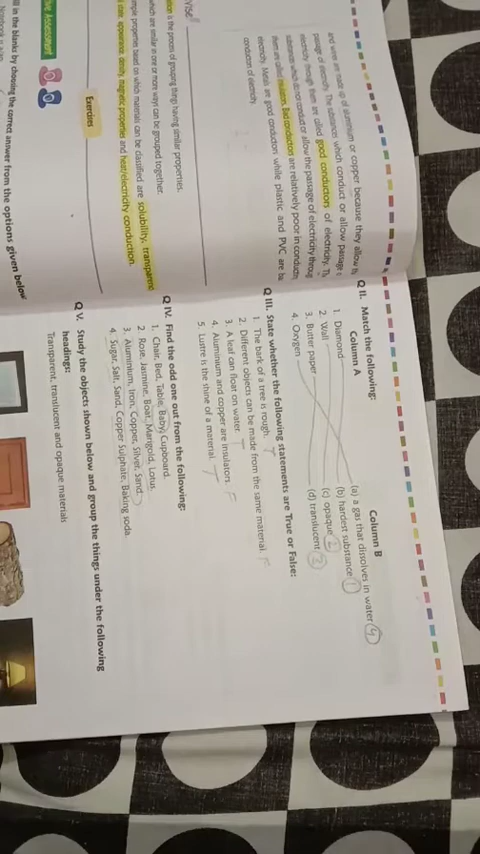 and wires are made up of aluminium or copper because they allow
passage of electricity. The substances which conduct or allow passage
electricity through them are called good conductors of electricity.
substances which do not conduct or allow the passage of electricity through
them are called insulators. Bad conductors are relatively poor in conducting
electricity. Metals are good conductors while plastic and PVC are
conductors of electricity.
is the process of grouping things having similar properties.
which are similar in one or more ways can be grouped together.
properties based on which materials can be classified are solubility,
appearance, density, magnetic properties and heat/electricity conduction.
Exercises
Assessment
in the blanks by choosing the correct answer from the options given below
Q II. Match the following:
Column A Column B
1. Diamond (a) a gas that dissolves in water 4
2. Wall (b) hardest substance 1
3. Butter paper (c) opaque 2
4. Oxygen (d) translucent 3
Q III. State whether the following statements are True or False:
1. The bark of a tree is rough. T
2. Different objects can be made from the same material. F
3. A leaf can float on water. T
4. Aluminium and copper are insulators. F
5. Lustre is the shine of a material. T
Q IV. Find the odd one out from the following:
1. Chair, Bed, Table, Baby, Cupboard.
2. Rose, Jasmine, Boat, Marigold, Lotus.
3. Aluminium, Iron, Copper, Silver, Sand.
4. Sugar, Salt, Sand, Copper Sulphate, Baking soda.
Q V. Study the objects shown below and group the things under the following
headings:
Transparent, translucent and opaque materials